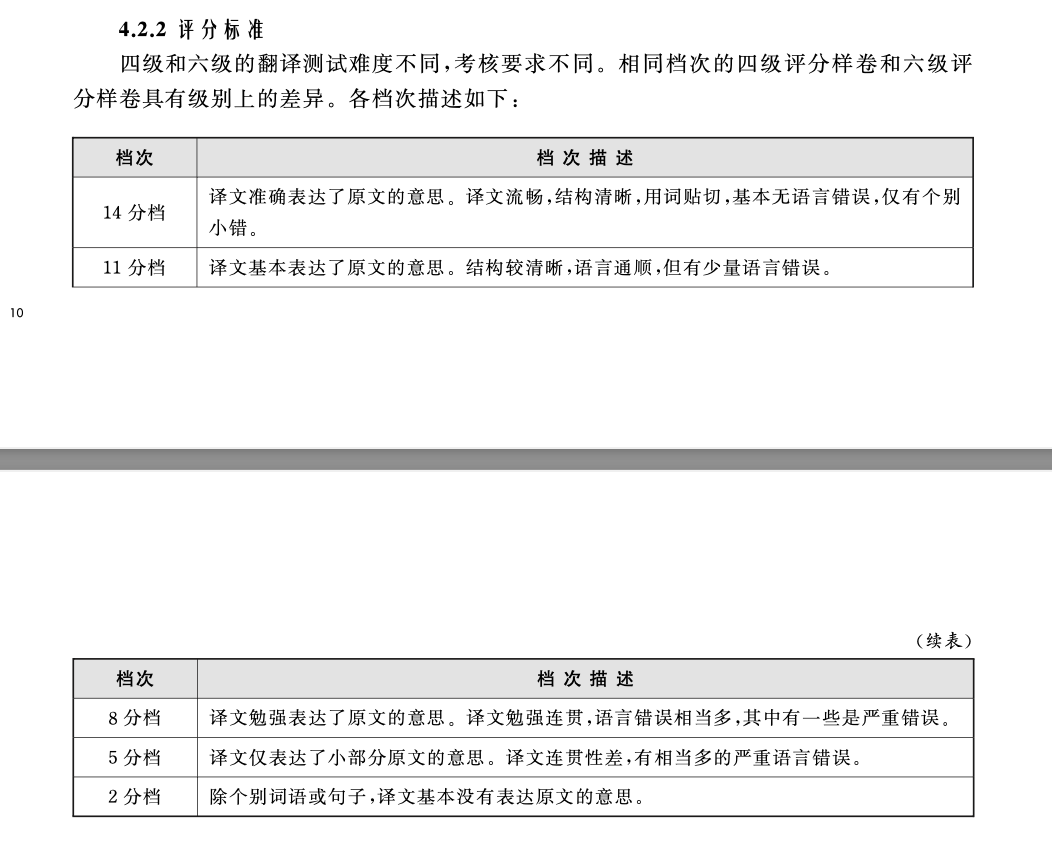 4.2.2 评分标准
四级和六级的翻译测试难度不同,考核要求不同。相同档次的四级评分样卷和六级评
分样卷具有级别上的差异。各档次描述如下:
档次 档次描述
14 分档 译文准确表达了原文的意思。译文流畅,结构清晰,用词贴切,基本无语言错误,仅有个别
小错。
11 分档 译文基本表达了原文的意思。结构较清晰,语言通顺,但有少量语言错误。
10
(续表)
档次 档次描述
8 分档 译文勉强表达了原文的意思。译文勉强连贯,语言错误相当多,其中有一些是严重错误。
5 分档 译文仅表达了小部分原文的意思。译文连贯性差,有相当多的严重语言错误。
2 分档 除个别词语或句子,译文基本没有表达原文的意思。